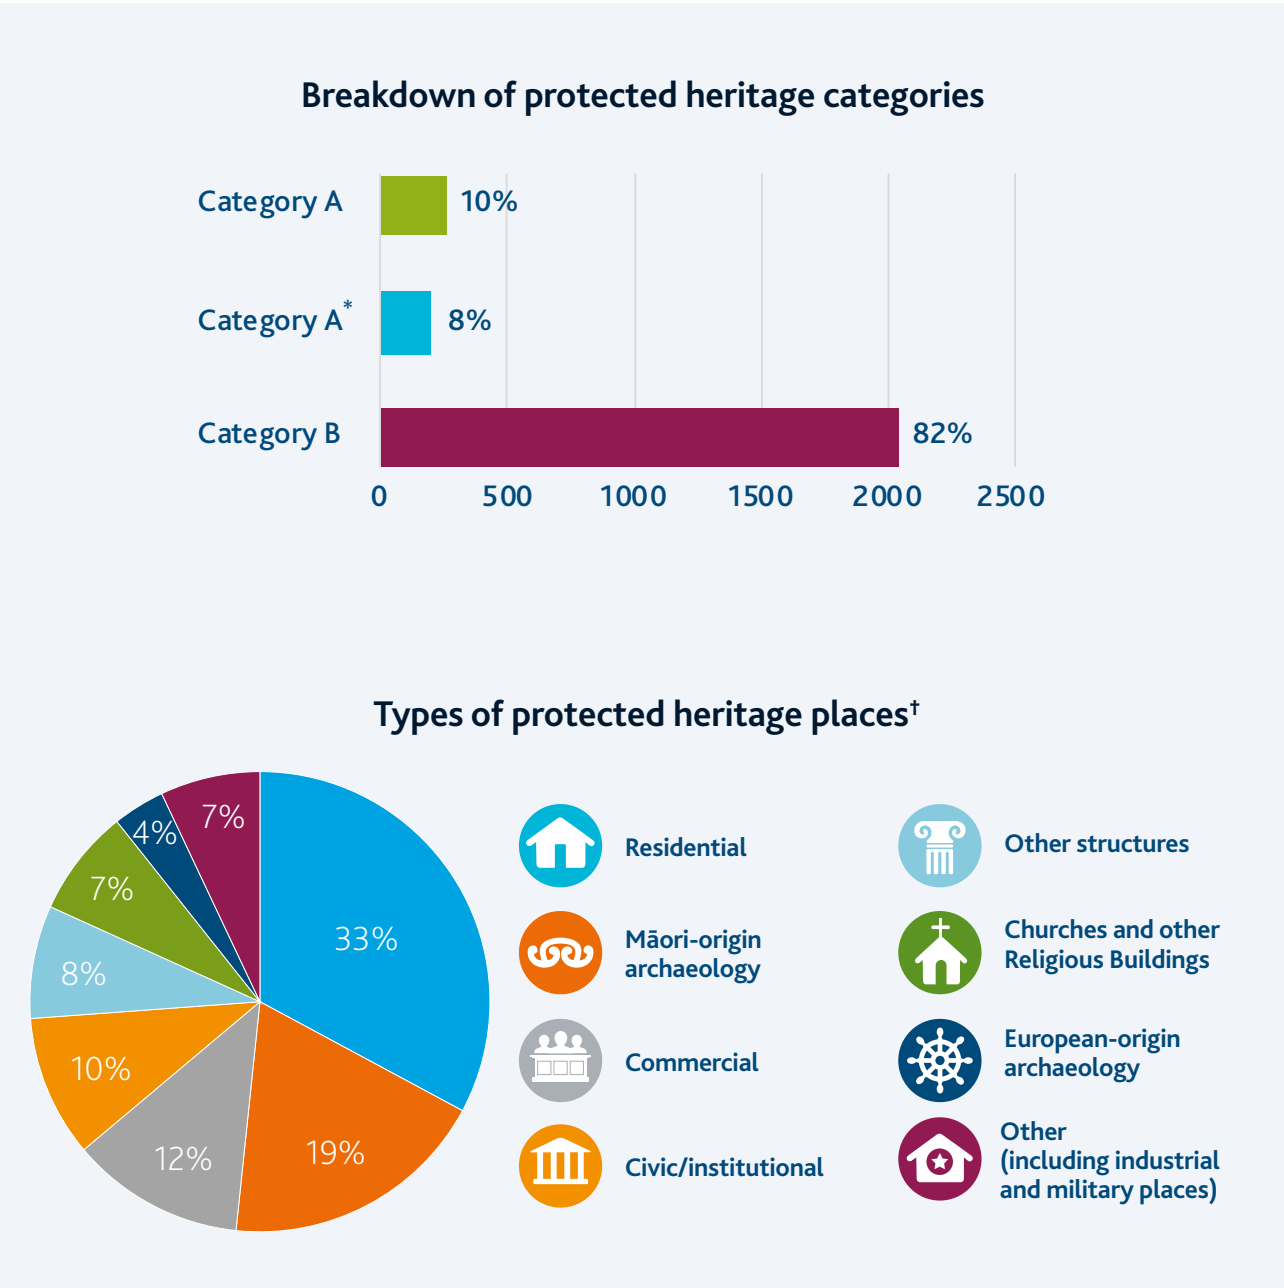 Breakdown of protected heritage categories
Category A
10%
Category A*
8%
Category B
82%
0 500 1000 1500 2000 2500
Types of protected heritage places†
33%
19%
12%
10%
8%
7%
4%
7%
Residential
Māori-origin
archaeology
Commercial
Civic/institutional
Other structures
Churches and other
Religious Buildings
European-origin
archaeology
Other
(including industrial
and military places)